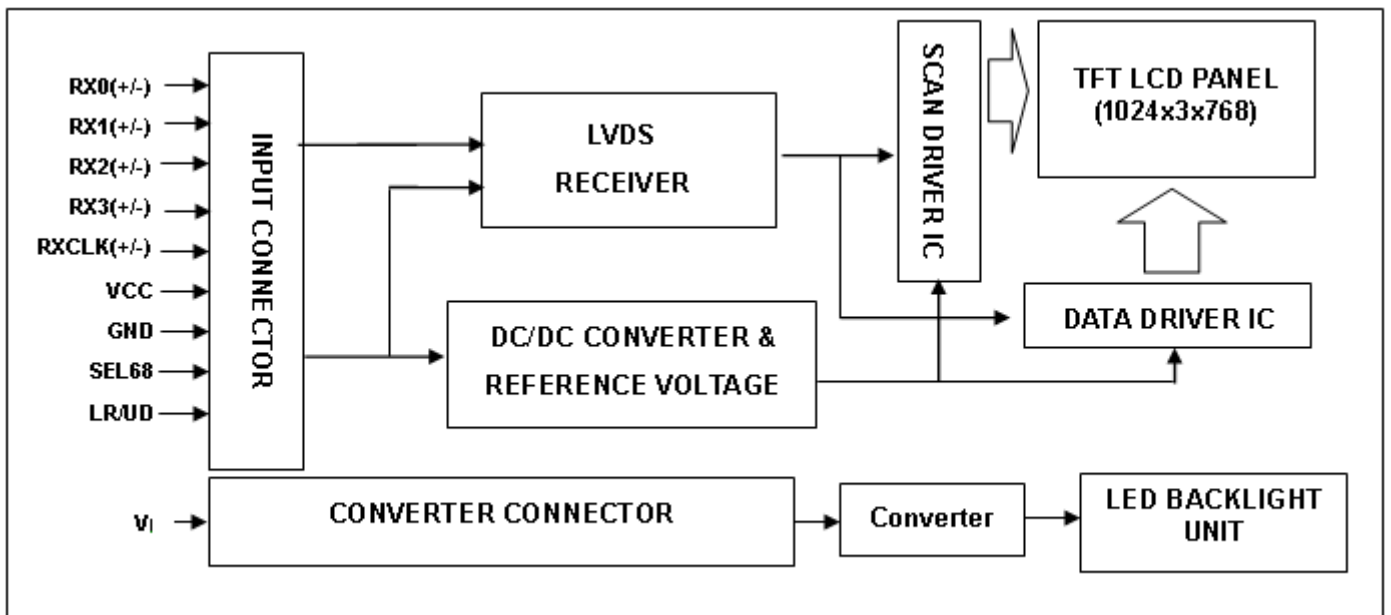 RX0(+/-)
RX1(+/-)
RX2(+/-)
RX3(+/-)
RXCLK(+/-)
VCC
GND
SEL68
LR/UD
INPUT CONNECTOR
LVDS
RECEIVER
DC/DC CONVERTER &
REFERENCE VOLTAGE
SCAN DRIVER IC
TFT LCD PANEL
(1024x3x768)
DATA DRIVER IC
VI
CONVERTER CONNECTOR
Converter
LED BACKLIGHT
UNIT